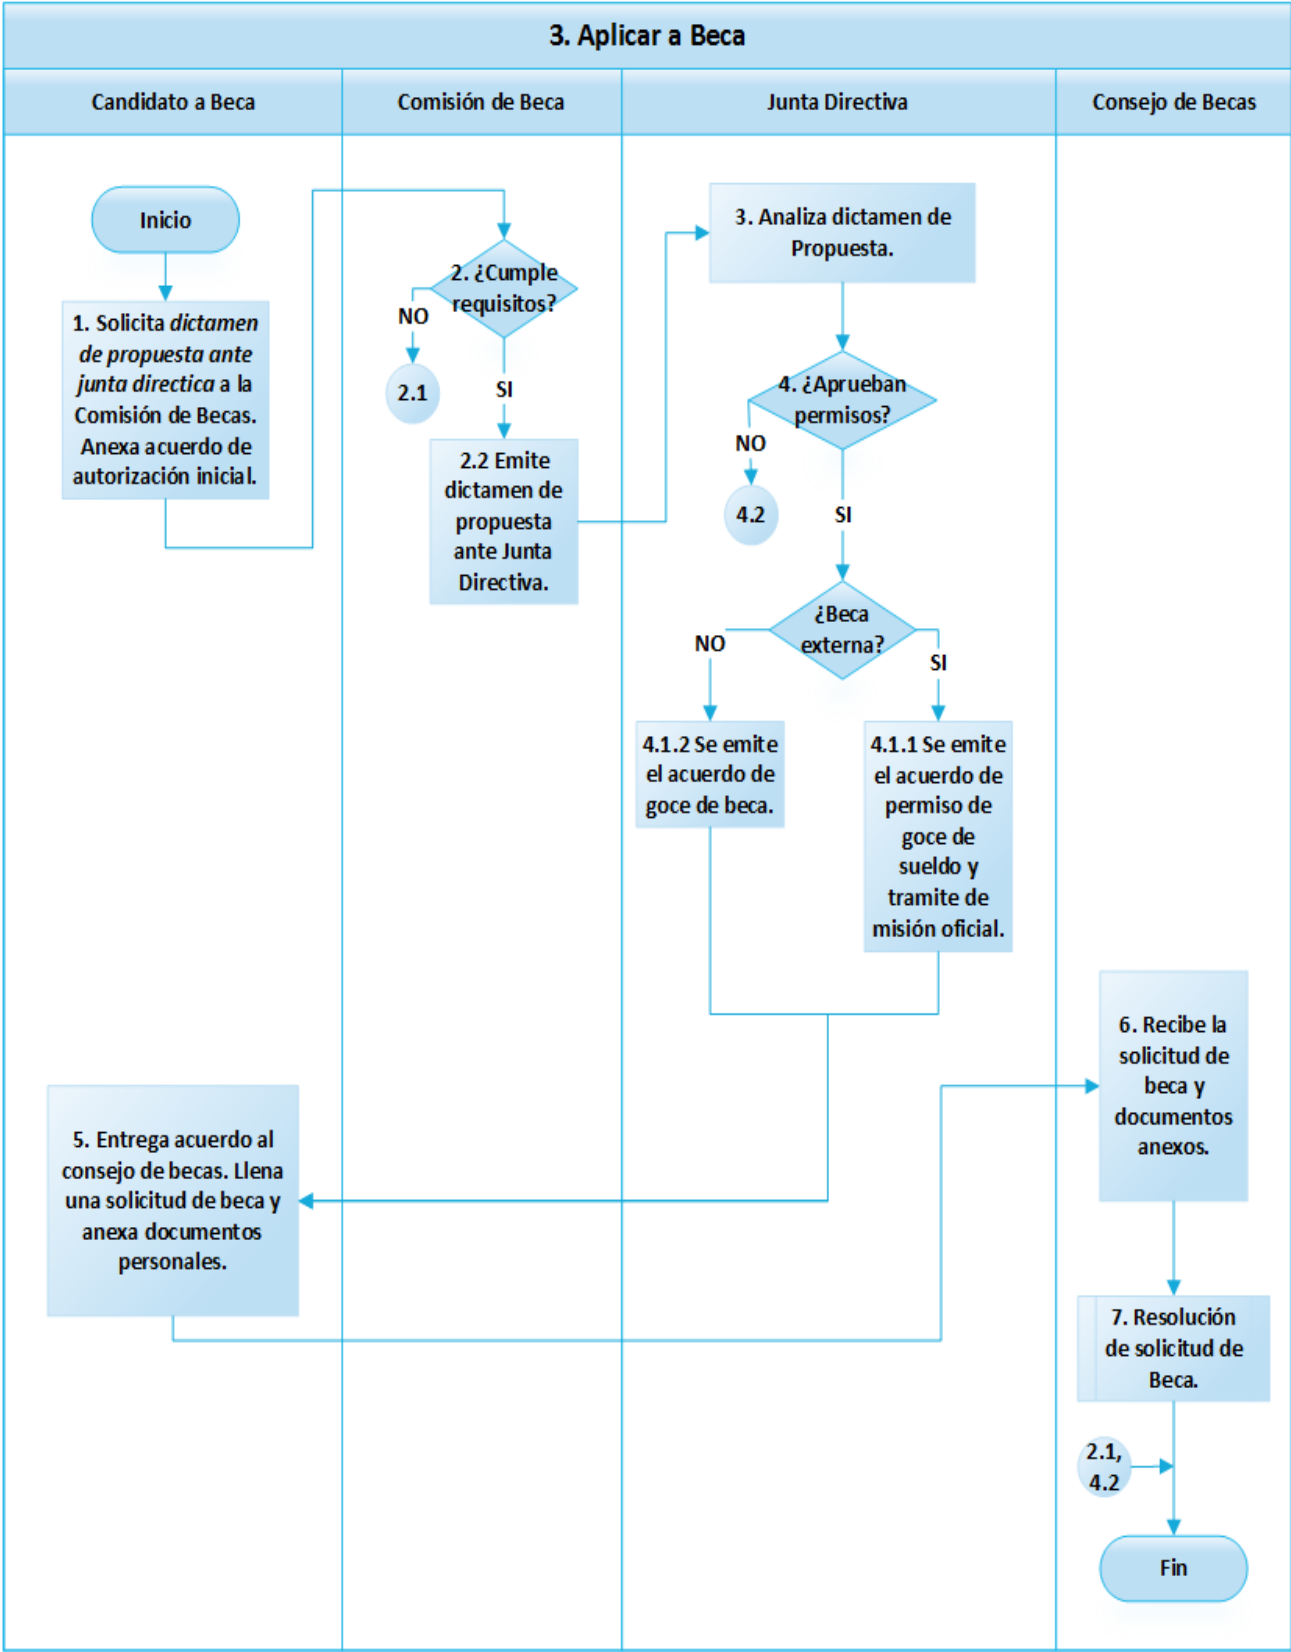 3. Aplicar a Beca
Candidato a Beca
Comisión de Beca
Junta Directiva
Consejo de Becas
Inicio
1. Solicita dictamen
de propuesta ante
junta directica a la
Comisión de Becas.
Anexa acuerdo de
autorización inicial.
2. ¿Cumple
requisitos?
NO
2.1
SI
2.2 Emite
dictamen de
propuesta
ante Junta
Directiva.
3. Analiza dictamen de
Propuesta.
4. ¿Aprueban
permisos?
NO
4.2
SI
¿Beca
externa?
NO
SI
4.1.2 Se emite
el acuerdo de
goce de beca.
4.1.1 Se emite
el acuerdo de
permiso de
goce de
sueldo y
tramite de
misión oficial.
5. Entrega acuerdo al
consejo de becas. Llena
una solicitud de beca y
anexa documentos
personales.
6. Recibe la
solicitud de
beca y
documentos
anexos.
7. Resolución
de solicitud de
Beca.
2.1,
4.2
Fin